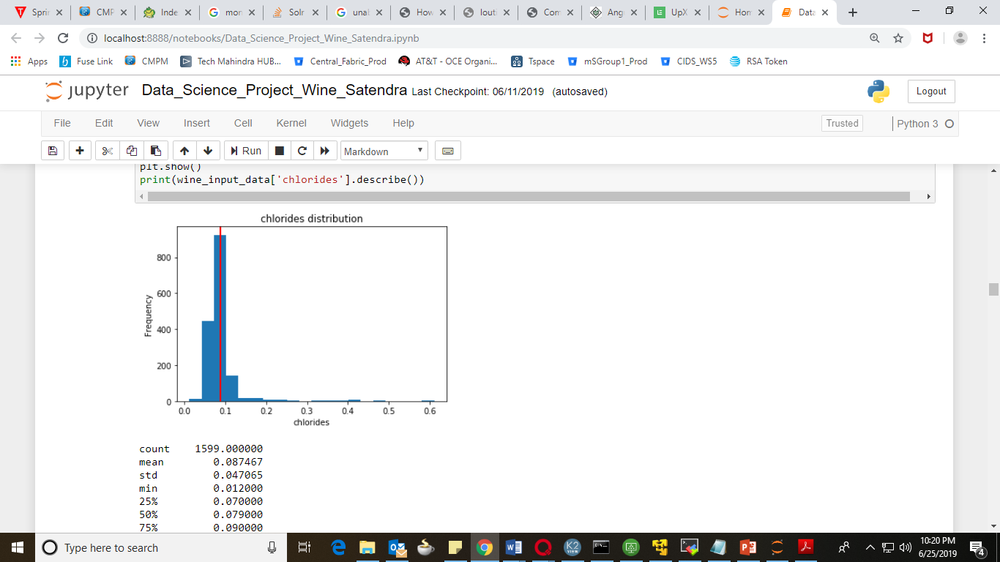 Sprin
CMP
Inde
mon
Solr
una
How
lout
Com
Ang
UpX
Hom
Data
localhost:8888/notebooks/Data_Science_Project_Wine_Satendra.ipynb
Apps Fuse Link CMPM Tech Mahindra HUB... Central_Fabric_Prod AT&T - OCE Organi... Tspace mSGroup1_Prod CIDS_WS5 RSA Token
jupyter Data_Science_Project_Wine_Satendra Last Checkpoint: 06/11/2019 (autosaved) Logout
File Edit View Insert Cell Kernel Widgets Help Trusted Python 3
Run Markdown
plt.show()
print(wine_input_data['chlorides'].describe())
chlorides distribution
800
600
400
200
0
Frequency
0.0 0.1 0.2 0.3 0.4 0.5 0.6
chlorides
count 1599.000000
mean 0.087467
std 0.047065
min 0.012000
25% 0.070000
50% 0.079000
75% 0.090000
Type here to search
10:20 PM
6/25/2019
4